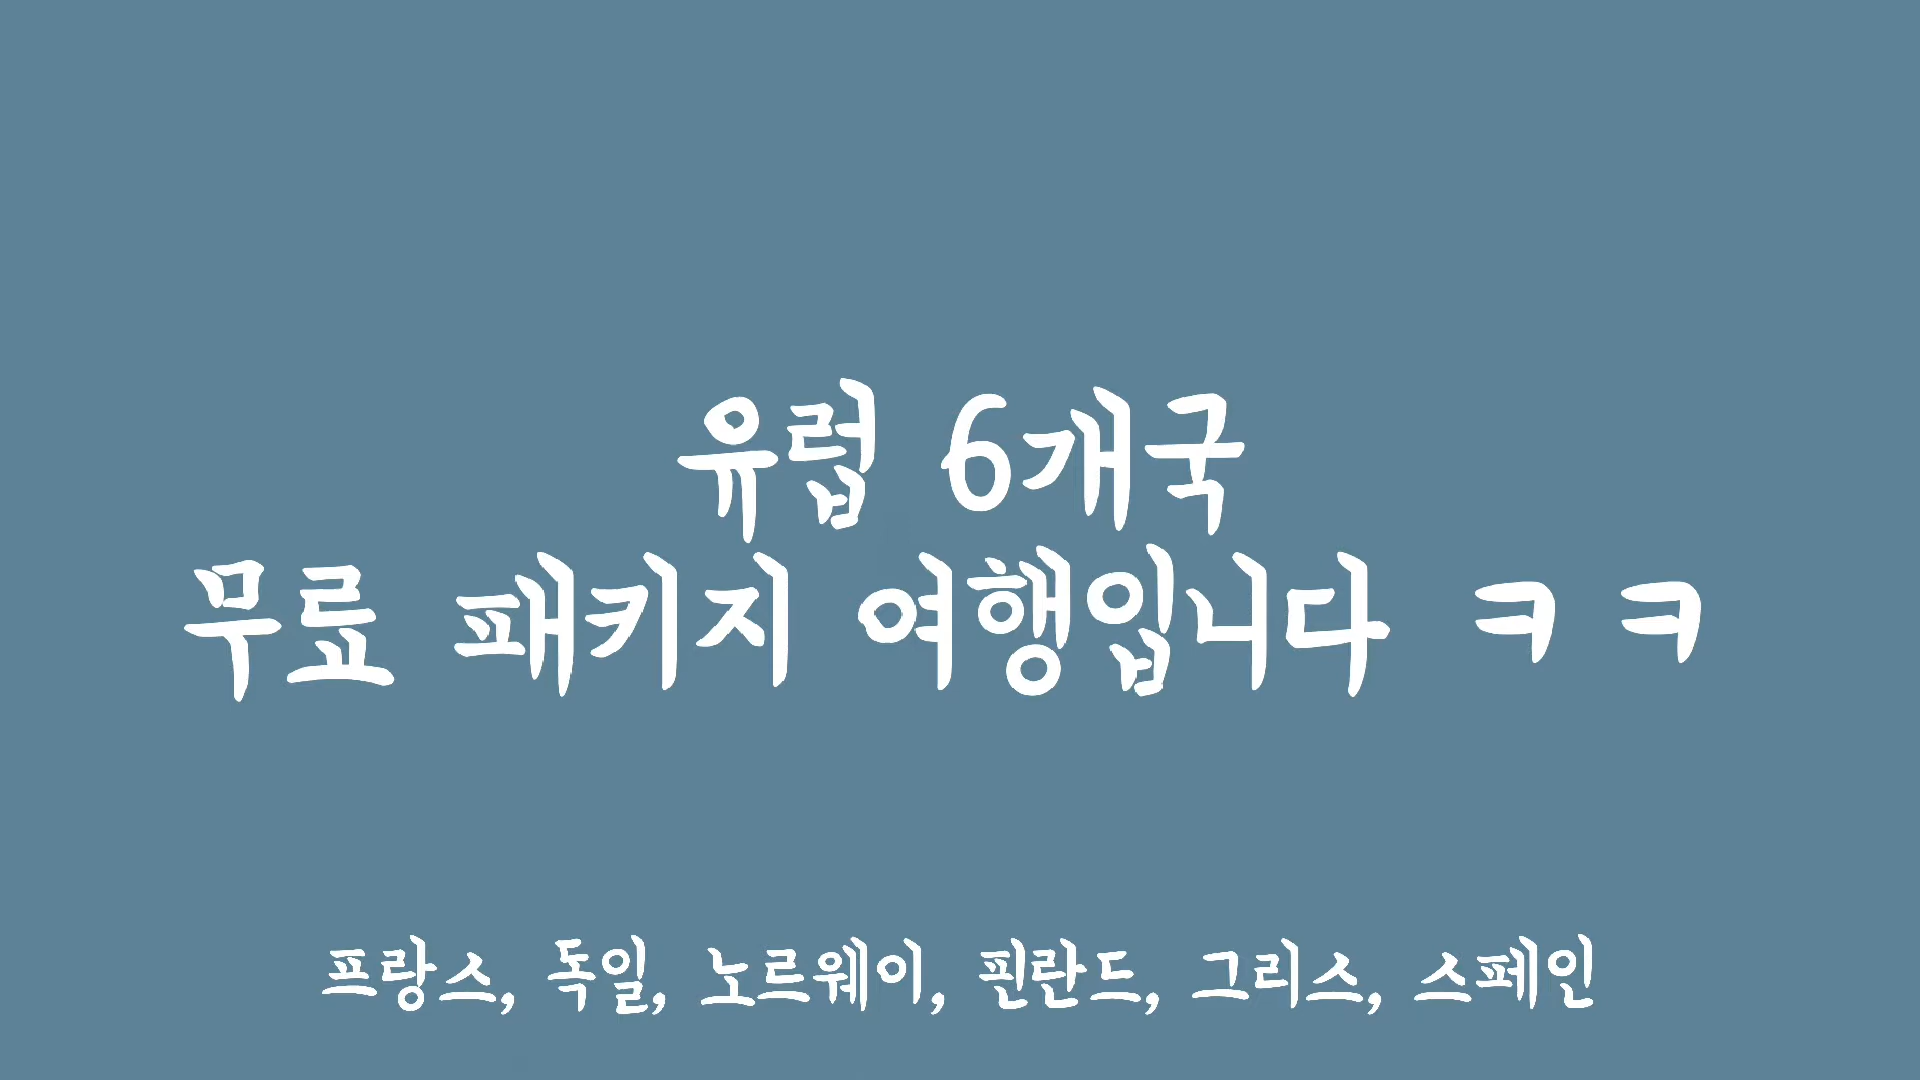 유럽 6개국
무료 패키지 여행입니다 ㅋㅋ
프랑스, 독일, 노르웨이, 핀란드, 그리스, 스페인